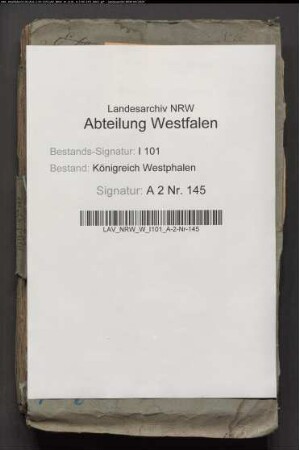 Landesarchiv NRW
Abteilung Westfalen
Bestands-Signatur: I 101
Bestand: Königreich Westphalen
Signatur: A 2 Nr. 145
LAV_NRW_W_I101_A-2-Nr-145